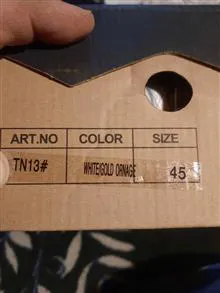 ART.NO COLOR SIZE
TN13# WHITE/GOLD ORNAGE 45